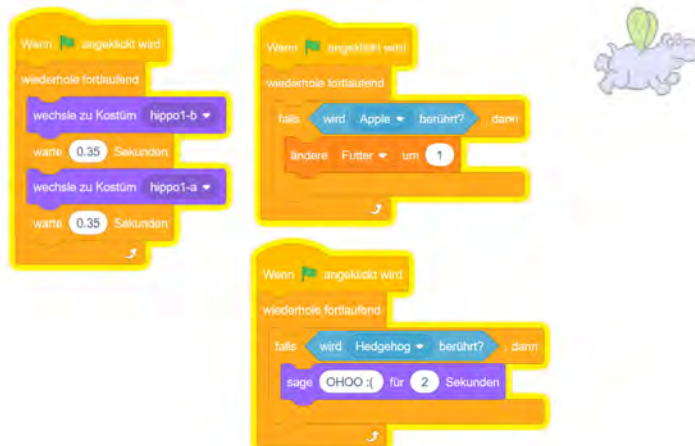 Wenn angeklickt wird
wiederhole fortlaufend
wechsle zu Kostüm hippo1-b
warte 0.35 Sekunden
wechsle zu Kostüm hippo1-a
warte 0.35 Sekunden
Wenn angeklickt wird
wiederhole fortlaufend
falls wird Apple berührt? , dann
ändere Futter um 1
Wenn angeklickt wird
wiederhole fortlaufend
falls wird Hedgehog berührt? , dann
sage OHOO :( für 2 Sekunden